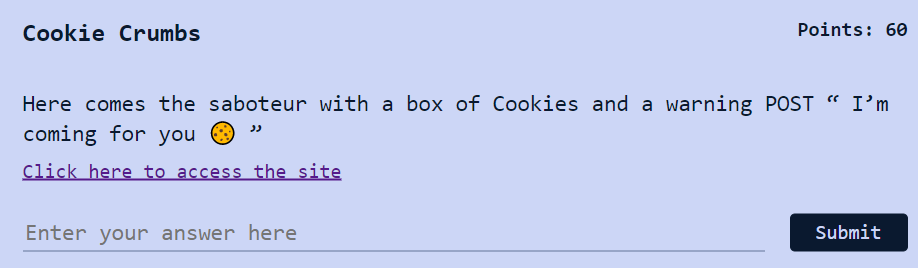 Cookie Crumbs
Points: 60
Here comes the saboteur with a box of Cookies and a warning POST “ I’m
coming for you 🍪 ”
Click here to access the site
Enter your answer here
Submit